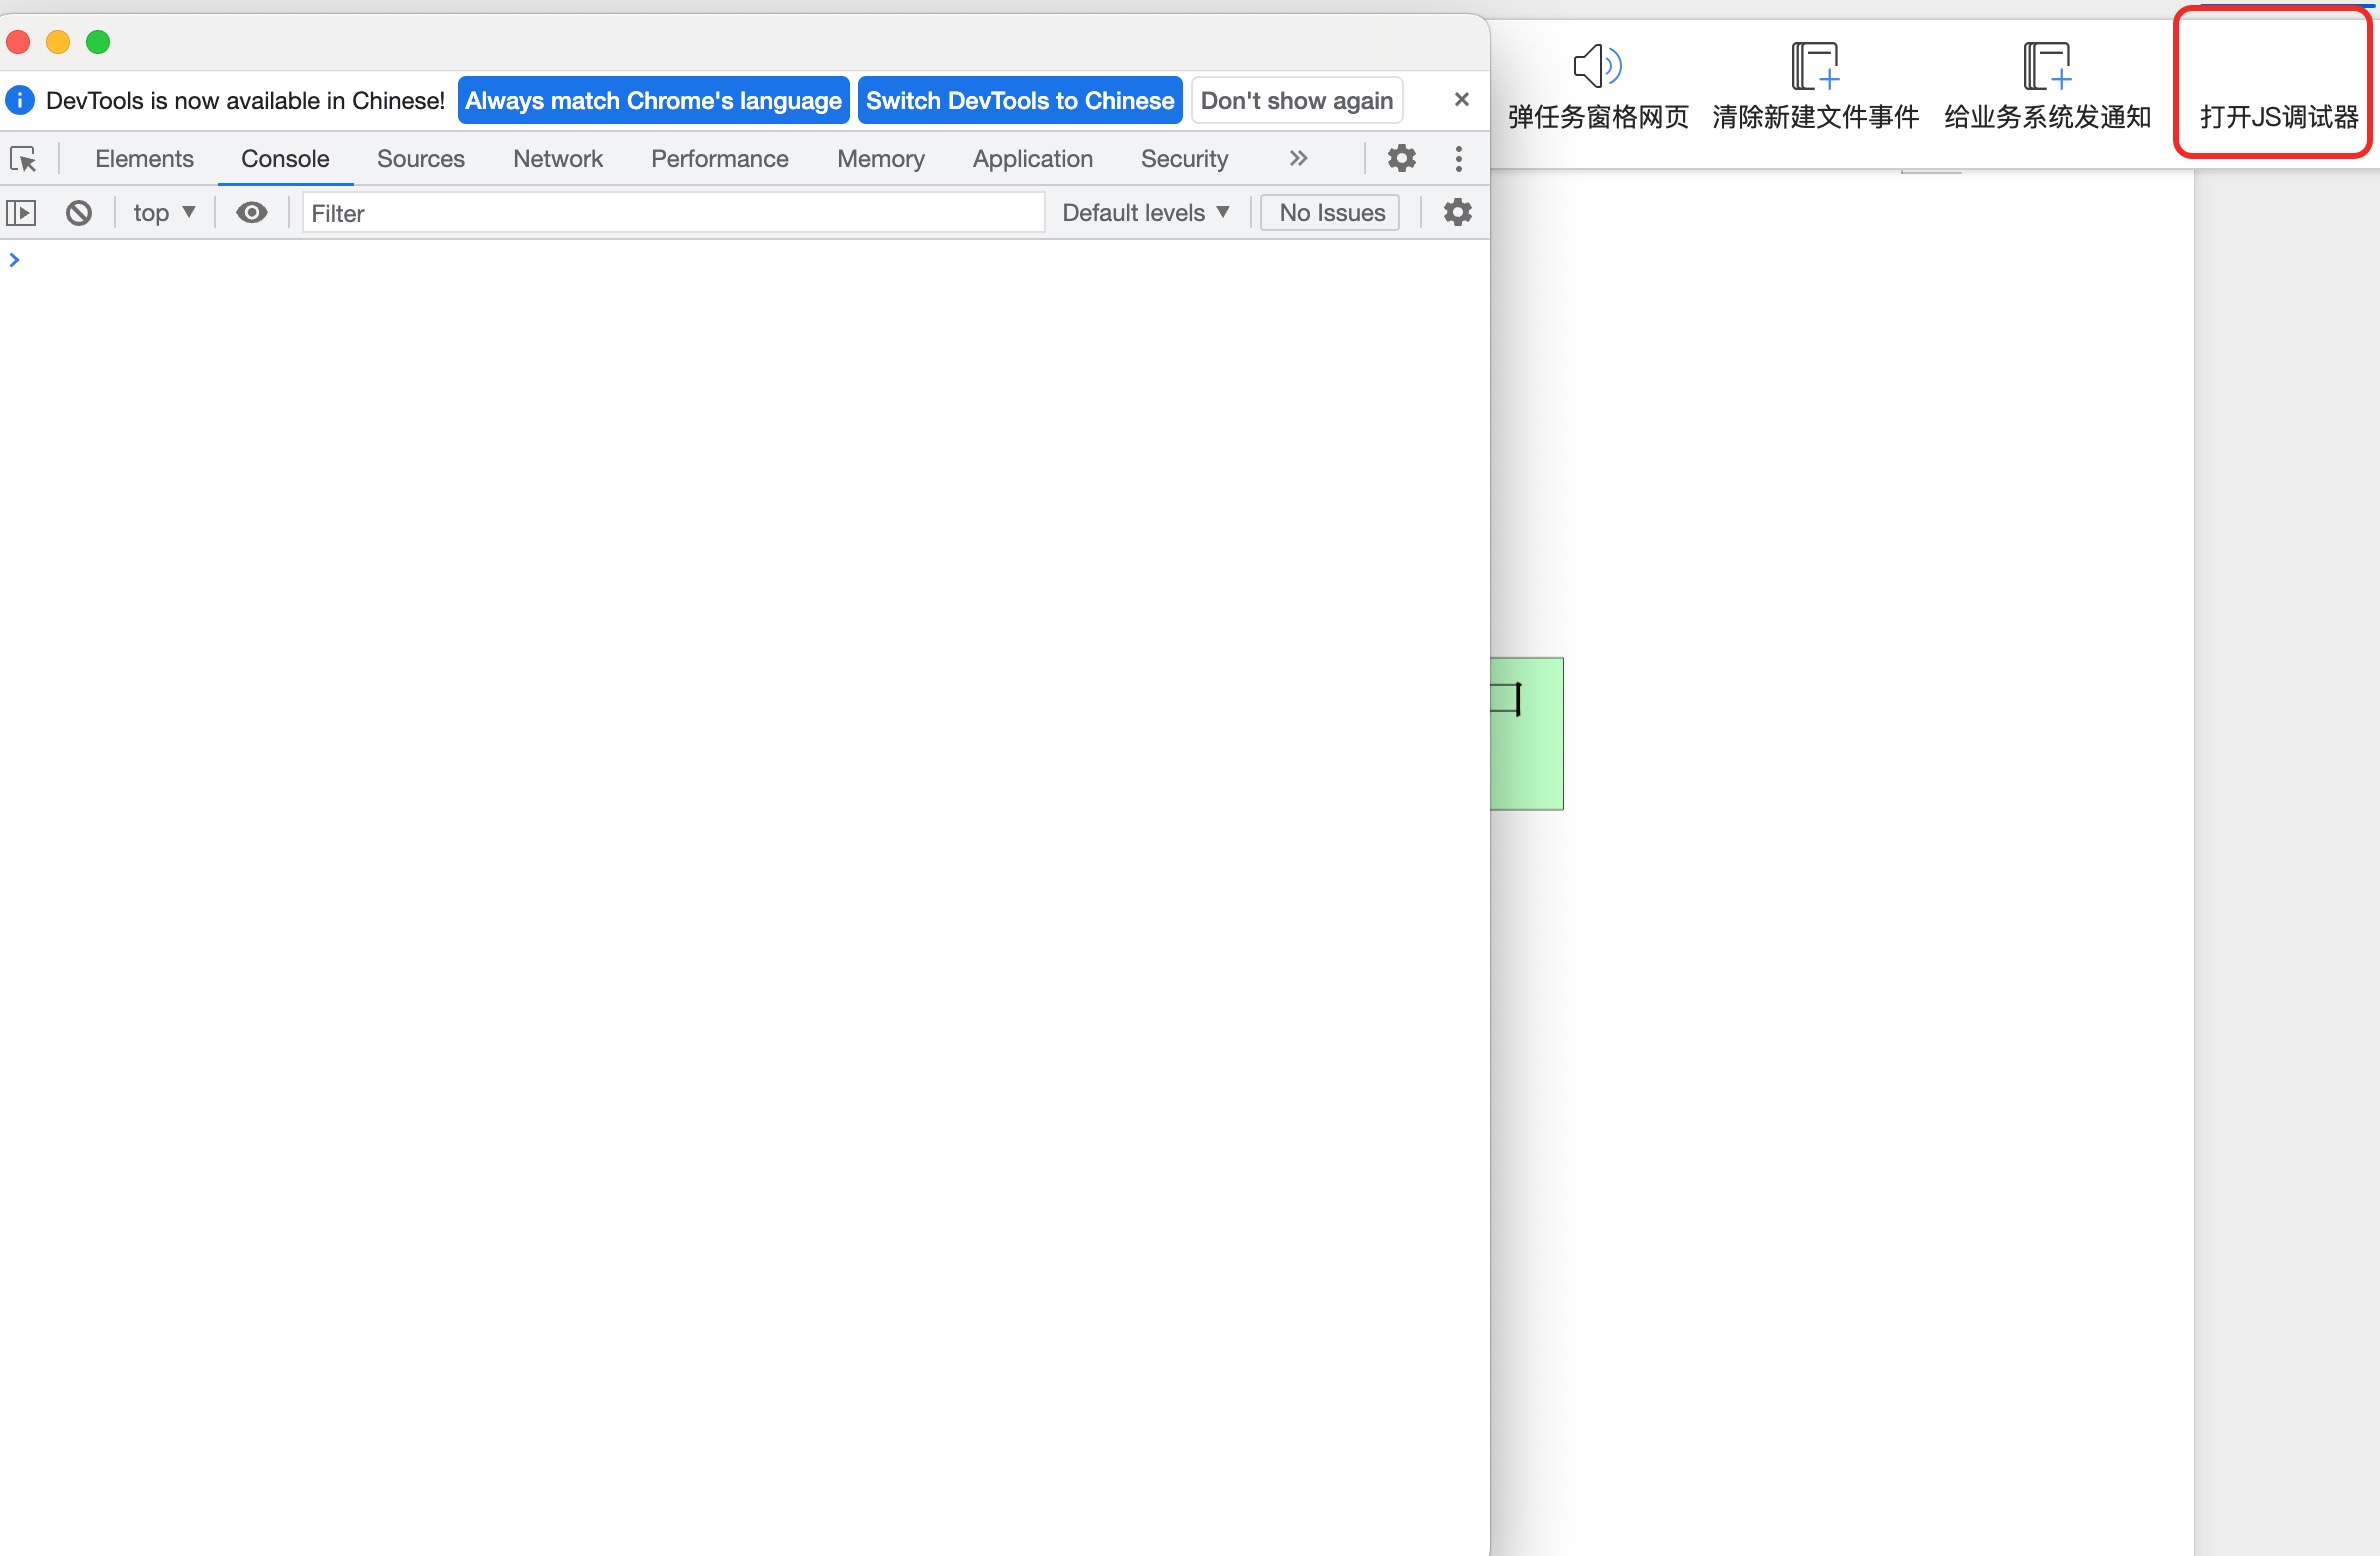 DevTools is now available in Chinese! Always match Chrome's language Switch DevTools to Chinese Don't show again
Elements Console Sources Network Performance Memory Application Security
top Filter Default levels No Issues
弹任务窗格网页 清除新建文件事件 给业务系统发通知 打开JS调试器